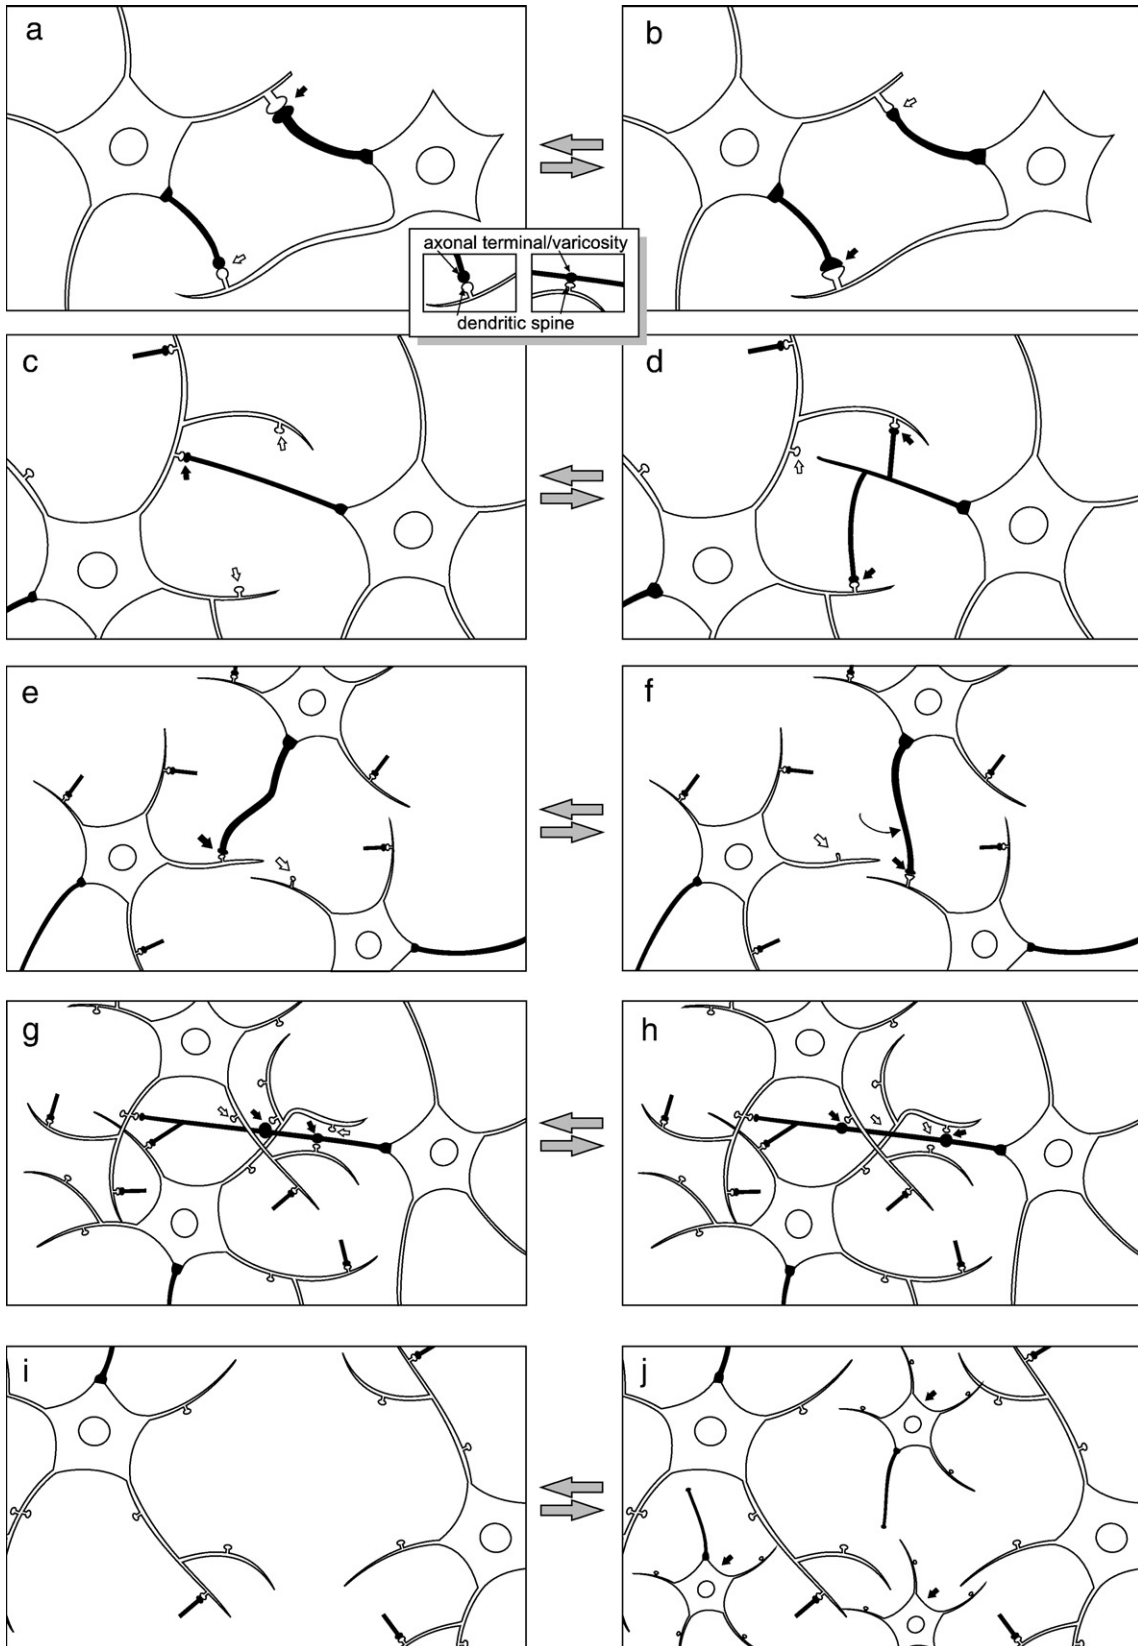 a
b
axonal terminal/varicosity
dendritic spine
c
d
e
f
g
h
i
j